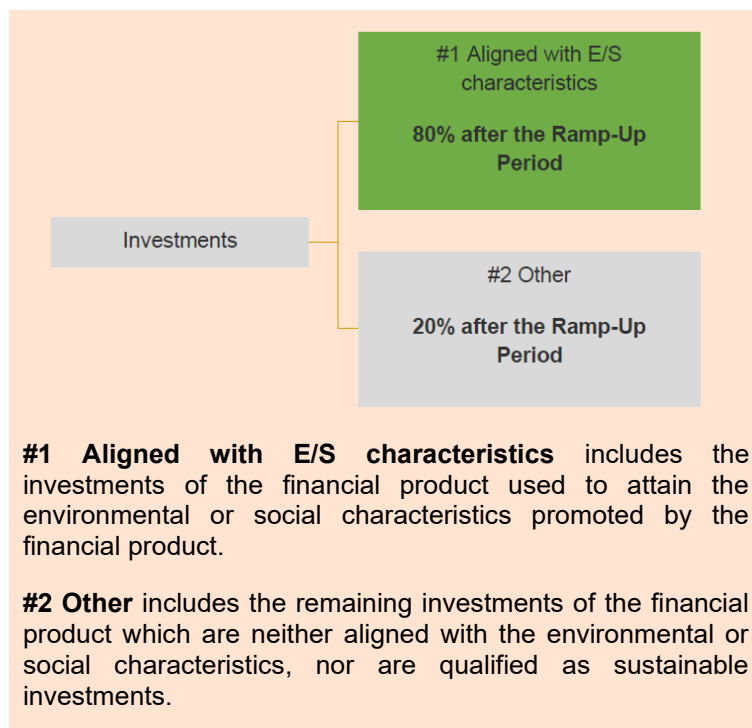 #1 Aligned with E/S
characteristics
80% after the Ramp-Up
Period
Investments
#2 Other
20% after the Ramp-Up
Period
#1 Aligned with E/S characteristics includes the
investments of the financial product used to attain the
environmental or social characteristics promoted by the
financial product.
#2 Other includes the remaining investments of the financial
product which are neither aligned with the environmental or
social characteristics, nor are qualified as sustainable
investments.